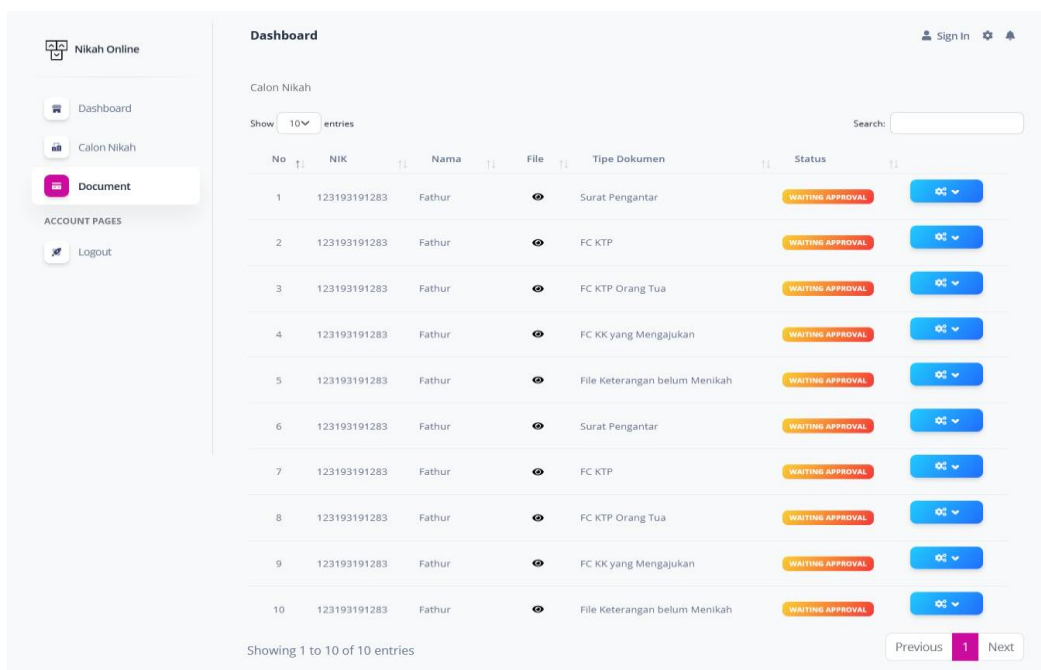 Nikah Online
Dashboard
Calon Nikah
Document
ACCOUNT PAGES
Logout
Dashboard
Sign In
Calon Nikah
Show 10 entries
Search:
No NIK Nama File Tipe Dokumen Status
1 123193191283 Fathur Surat Pengantar WAITING APPROVAL
2 123193191283 Fathur FC KTP WAITING APPROVAL
3 123193191283 Fathur FC KTP Orang Tua WAITING APPROVAL
4 123193191283 Fathur FC KK yang Mengajukan WAITING APPROVAL
5 123193191283 Fathur File Keterangan belum Menikah WAITING APPROVAL
6 123193191283 Fathur Surat Pengantar WAITING APPROVAL
7 123193191283 Fathur FC KTP WAITING APPROVAL
8 123193191283 Fathur FC KTP Orang Tua WAITING APPROVAL
9 123193191283 Fathur FC KK yang Mengajukan WAITING APPROVAL
10 123193191283 Fathur File Keterangan belum Menikah WAITING APPROVAL
Showing 1 to 10 of 10 entries
Previous 1 Next